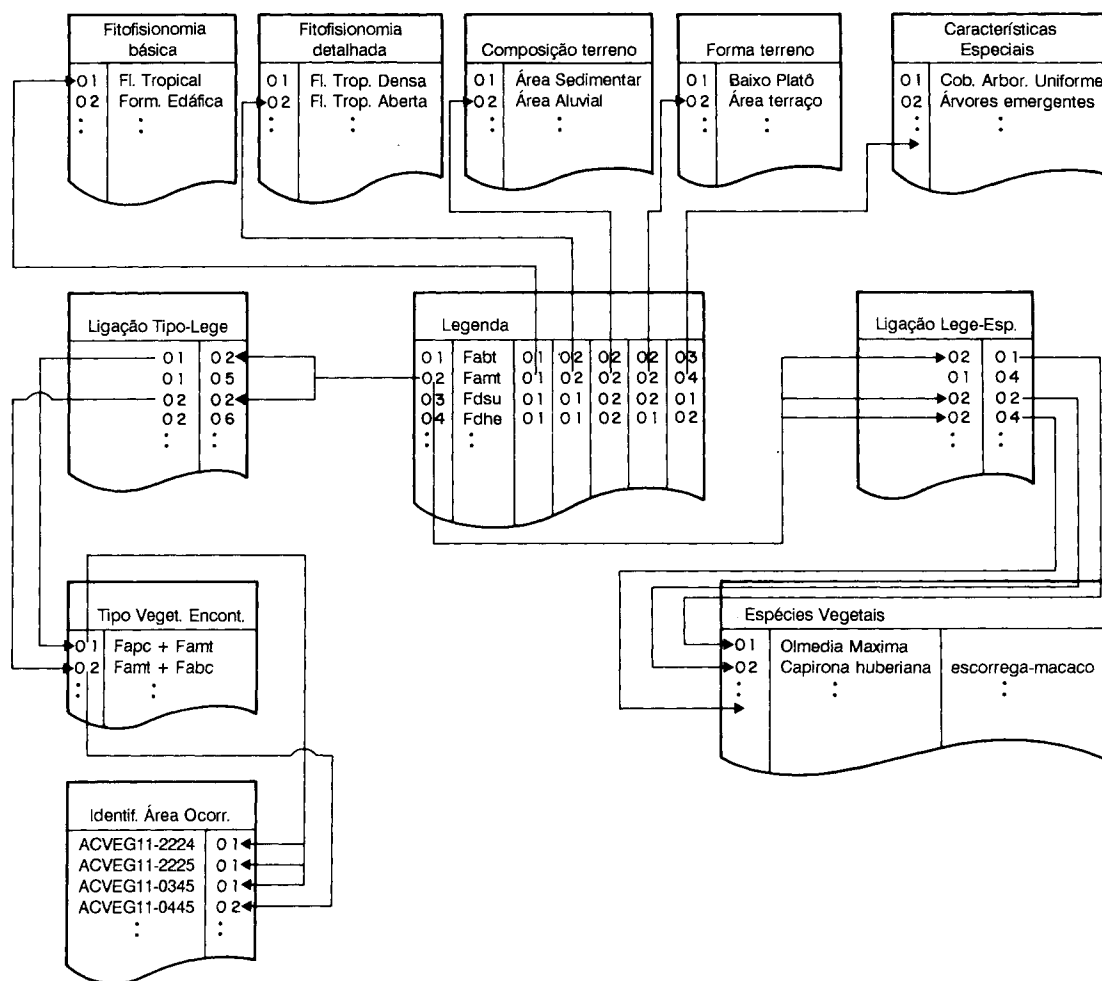 Fitofisionomia
básica
01 Fl. Tropical
02 Form. Edáfica
Fitofisionomia
detalhada
01 Fl. Trop. Densa
02 Fl. Trop. Aberta
Composição terreno
01 Área Sedimentar
02 Área Aluvial
Forma terreno
01 Baixo Platô
02 Área terraço
Características
Especiais
01 Cob. Arbor. Uniforme
02 Árvores emergentes
Ligação Tipo-Lege
01 02
01 05
02 02
02 06
Legenda
01 Fabt 01 02 02 02 03
02 Famt 01 02 02 02 04
03 Fdsu 01 01 02 02 01
04 Fdhe 01 01 02 01 02
Ligação Lege-Esp.
02 01
01 04
02 02
02 04
Tipo Veget. Encont.
01 Fapc + Famt
02 Famt + Fabc
Espécies Vegetais
01 Olmedia Maxima
02 Capirona huberiana escorrega-macaco
Identif. Área Ocorr.
ACVEG11-2224 01
ACVEG11-2225 01
ACVEG11-0345 01
ACVEG11-0445 02